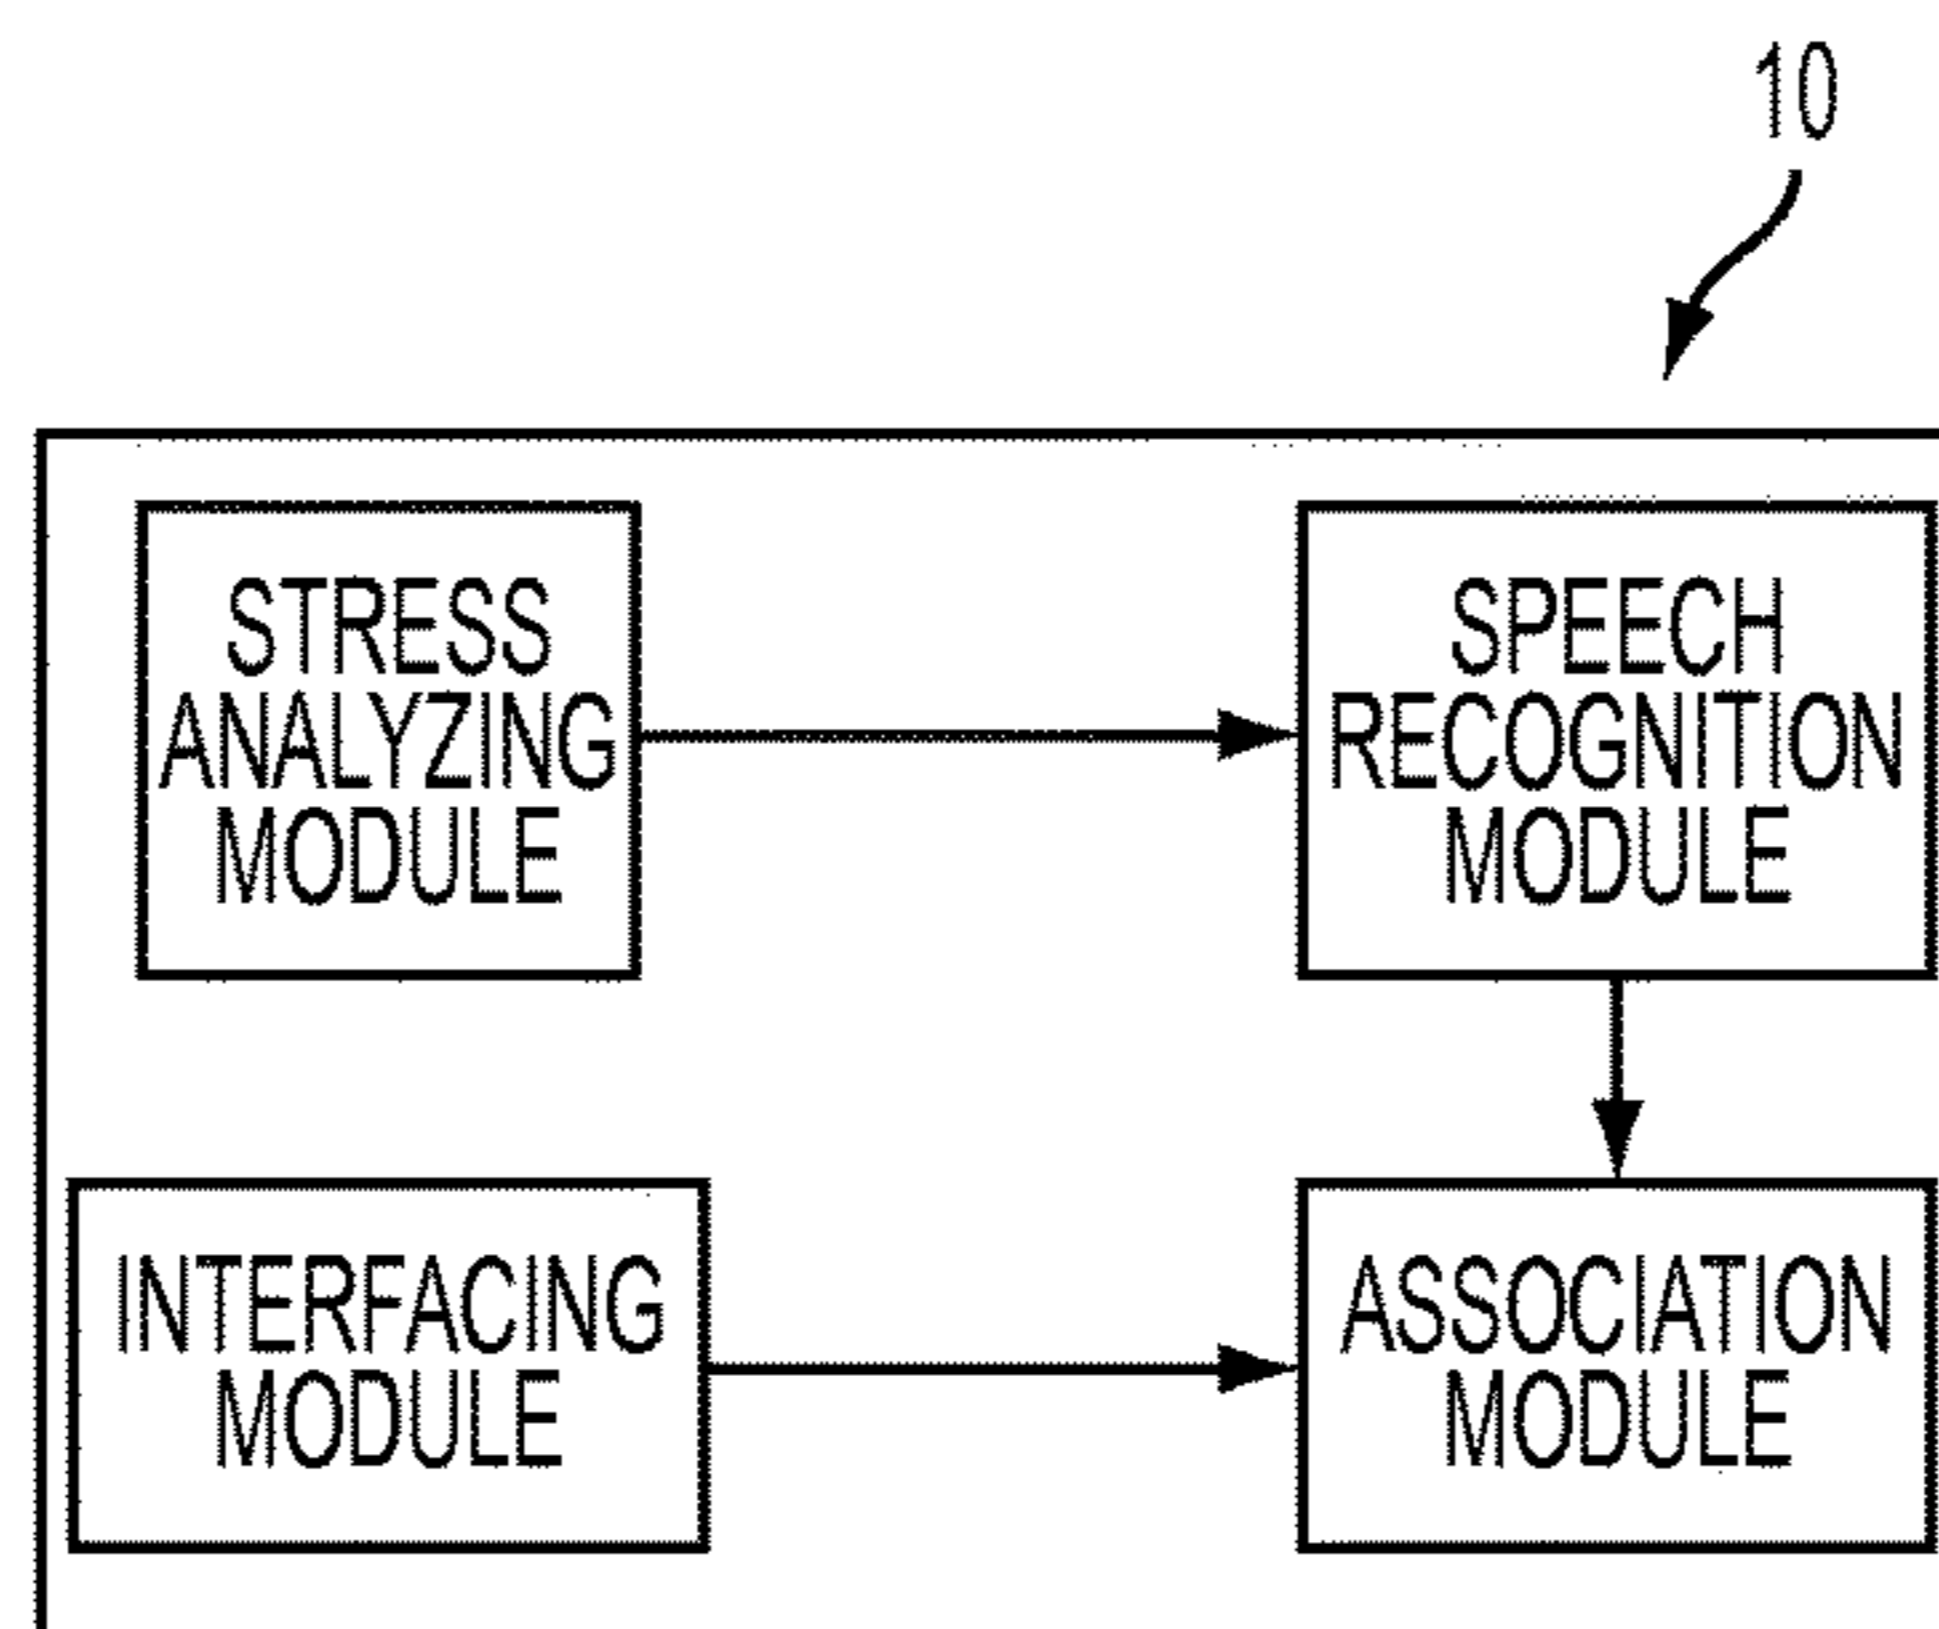 10
STRESS
ANALYZING
MODULE
SPEECH
RECOGNITION
MODULE
INTERFACING
MODULE
ASSOCIATION
MODULE